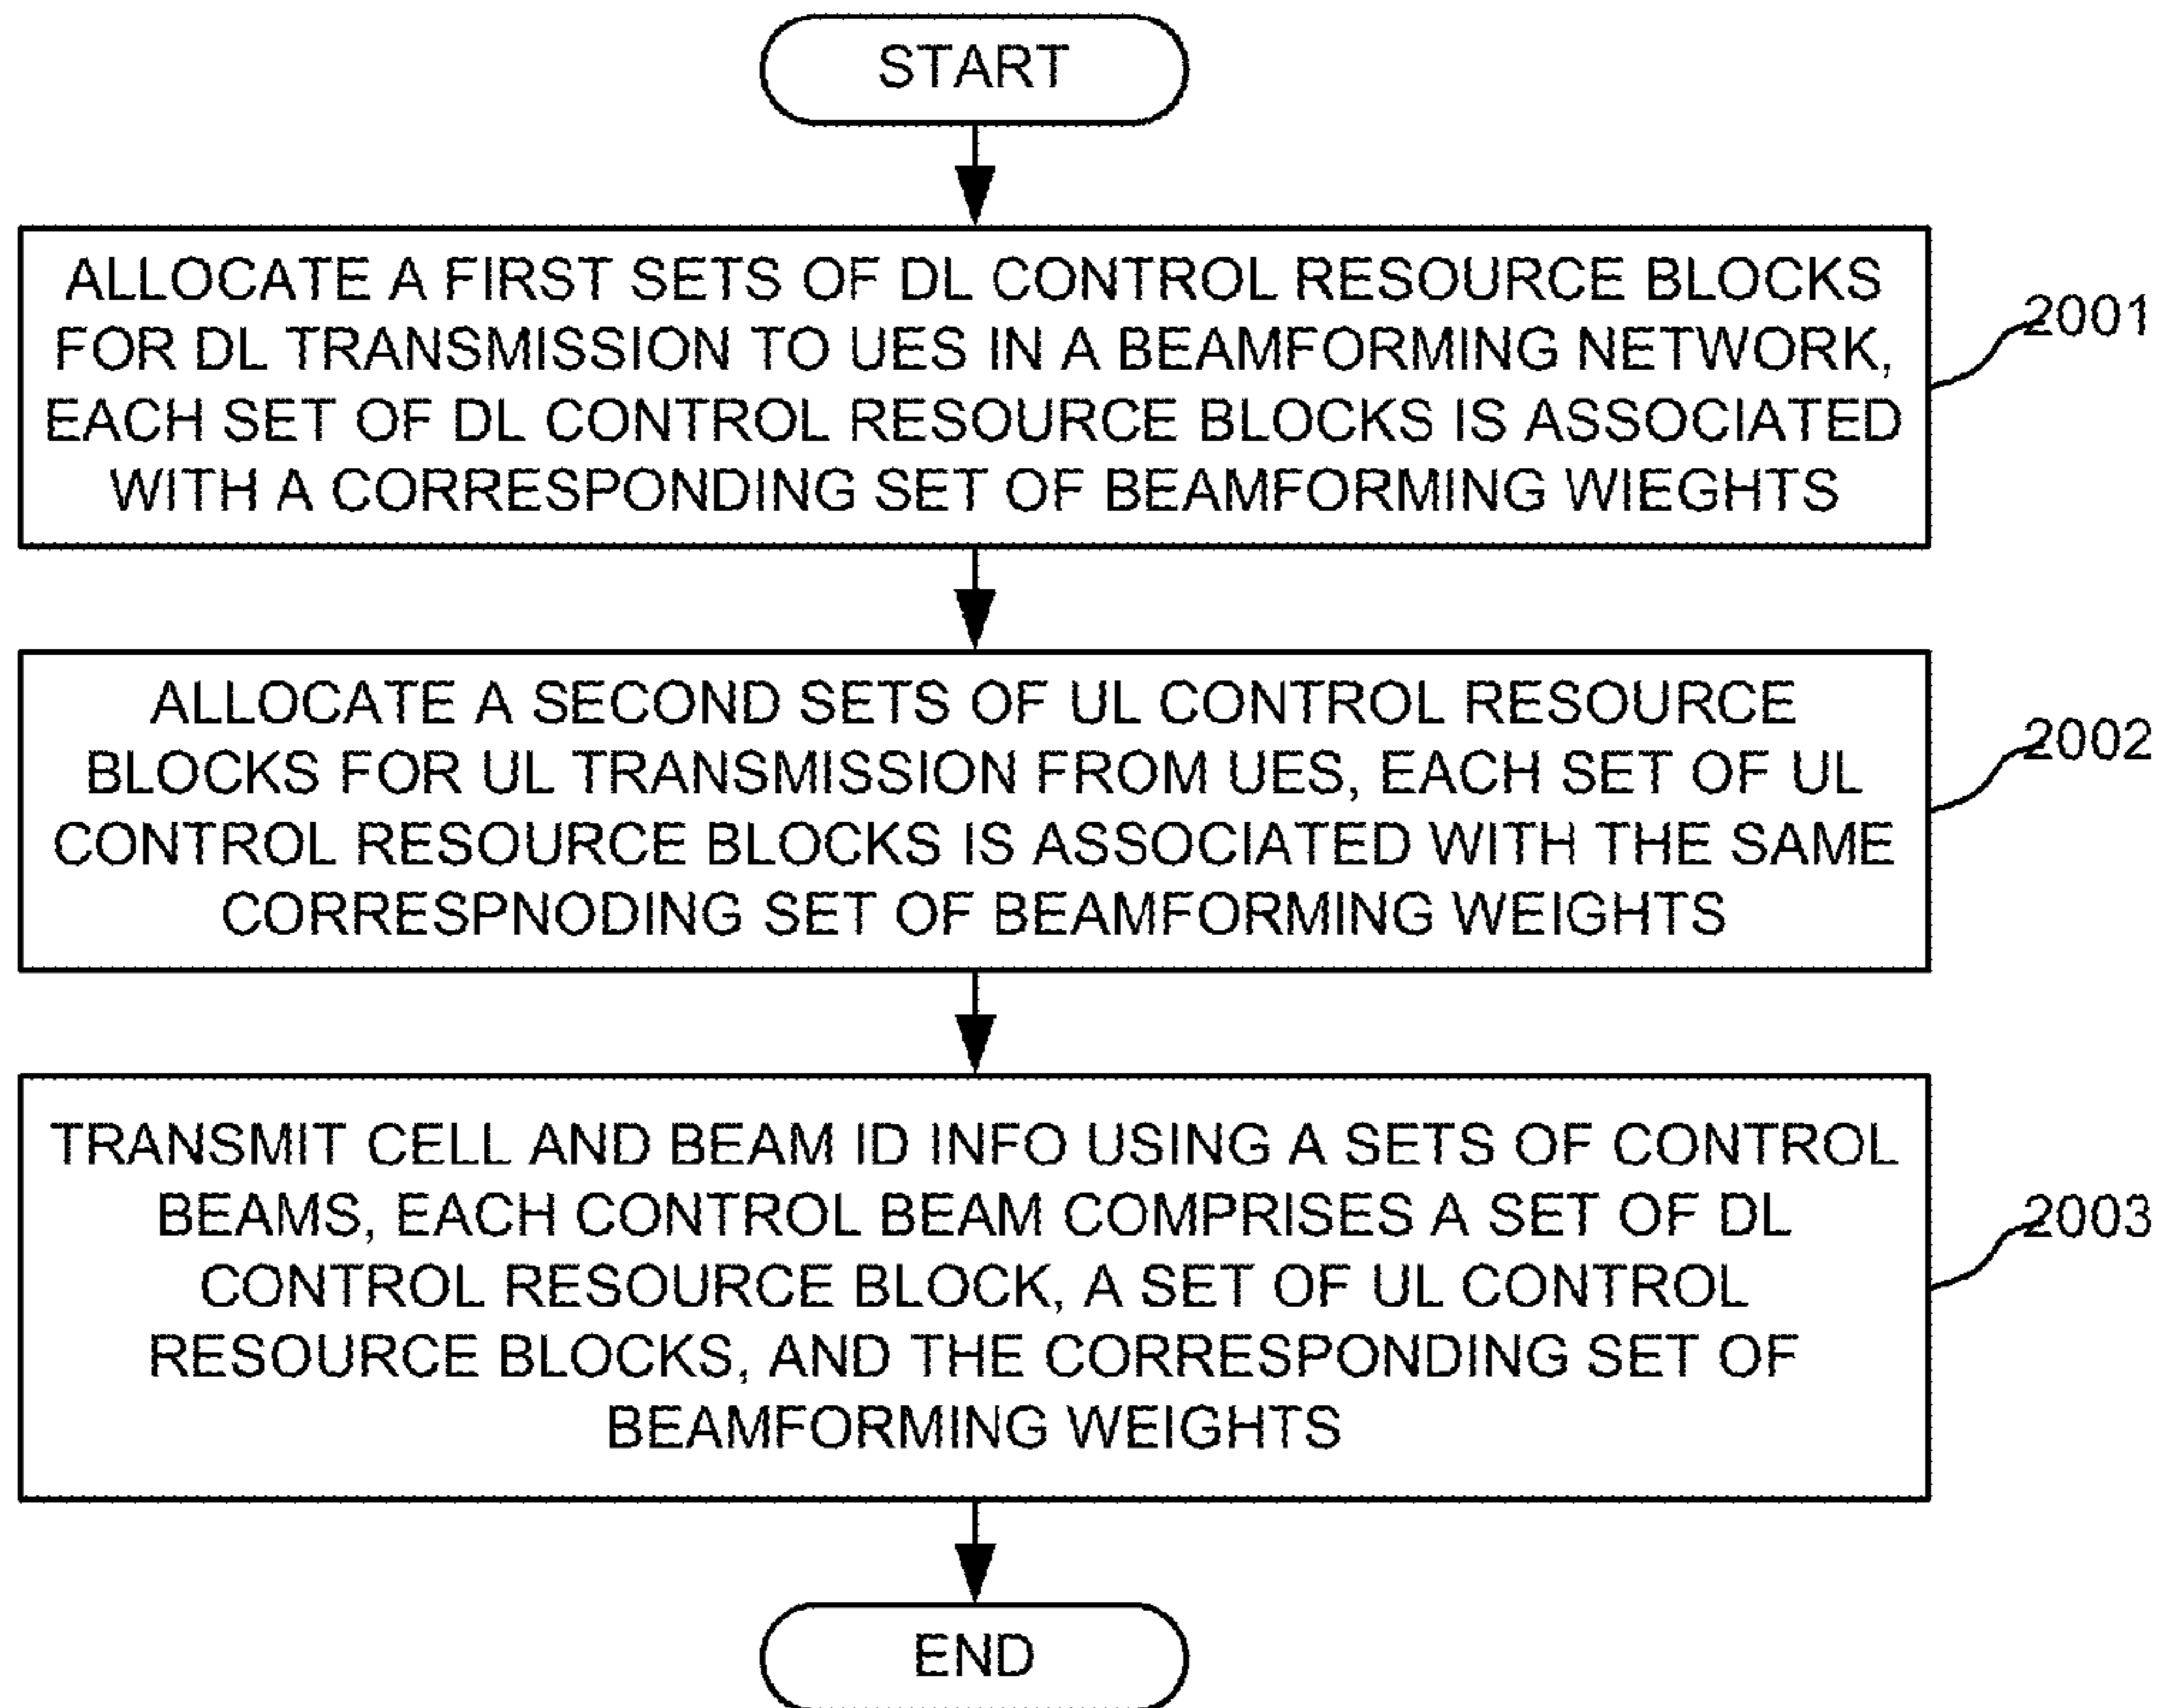 START
ALLOCATE A FIRST SETS OF DL CONTROL RESOURCE BLOCKS
FOR DL TRANSMISSION TO UES IN A BEAMFORMING NETWORK,
EACH SET OF DL CONTROL RESOURCE BLOCKS IS ASSOCIATED
WITH A CORRESPONDING SET OF BEAMFORMING WIEGHTS
2001
ALLOCATE A SECOND SETS OF UL CONTROL RESOURCE
BLOCKS FOR UL TRANSMISSION FROM UES, EACH SET OF UL
CONTROL RESOURCE BLOCKS IS ASSOCIATED WITH THE SAME
CORRESPNODING SET OF BEAMFORMING WEIGHTS
2002
TRANSMIT CELL AND BEAM ID INFO USING A SETS OF CONTROL
BEAMS, EACH CONTROL BEAM COMPRISES A SET OF DL
CONTROL RESOURCE BLOCK, A SET OF UL CONTROL
RESOURCE BLOCKS, AND THE CORRESPONDING SET OF
BEAMFORMING WEIGHTS
2003
END